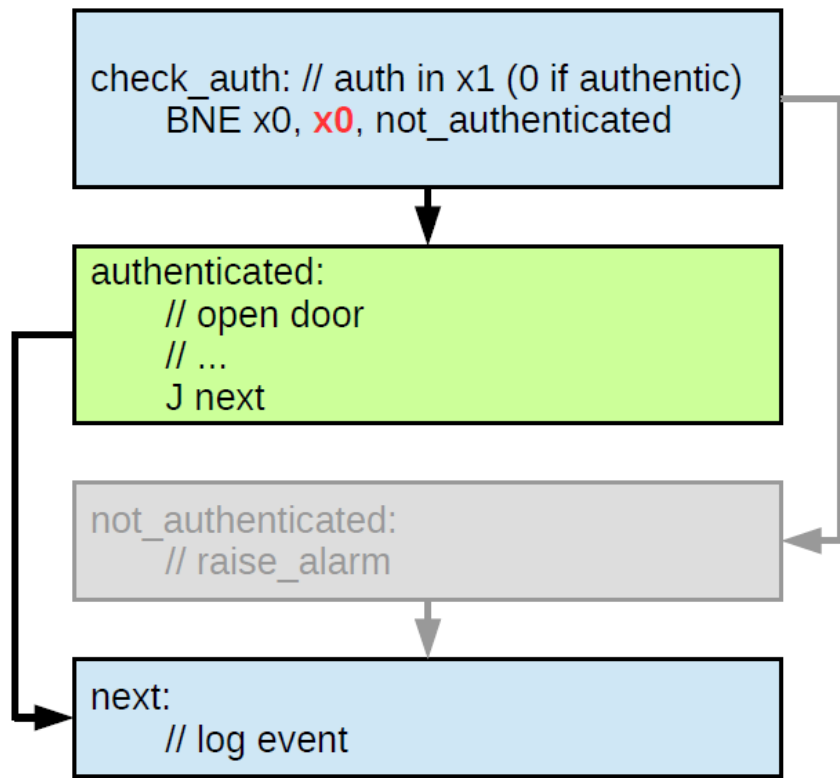 check_auth: // auth in x1 (0 if authentic)
BNE x0, x0, not_authenticated
authenticated:
// open door
// ...
J next
not_authenticated:
// raise_alarm
next:
// log event